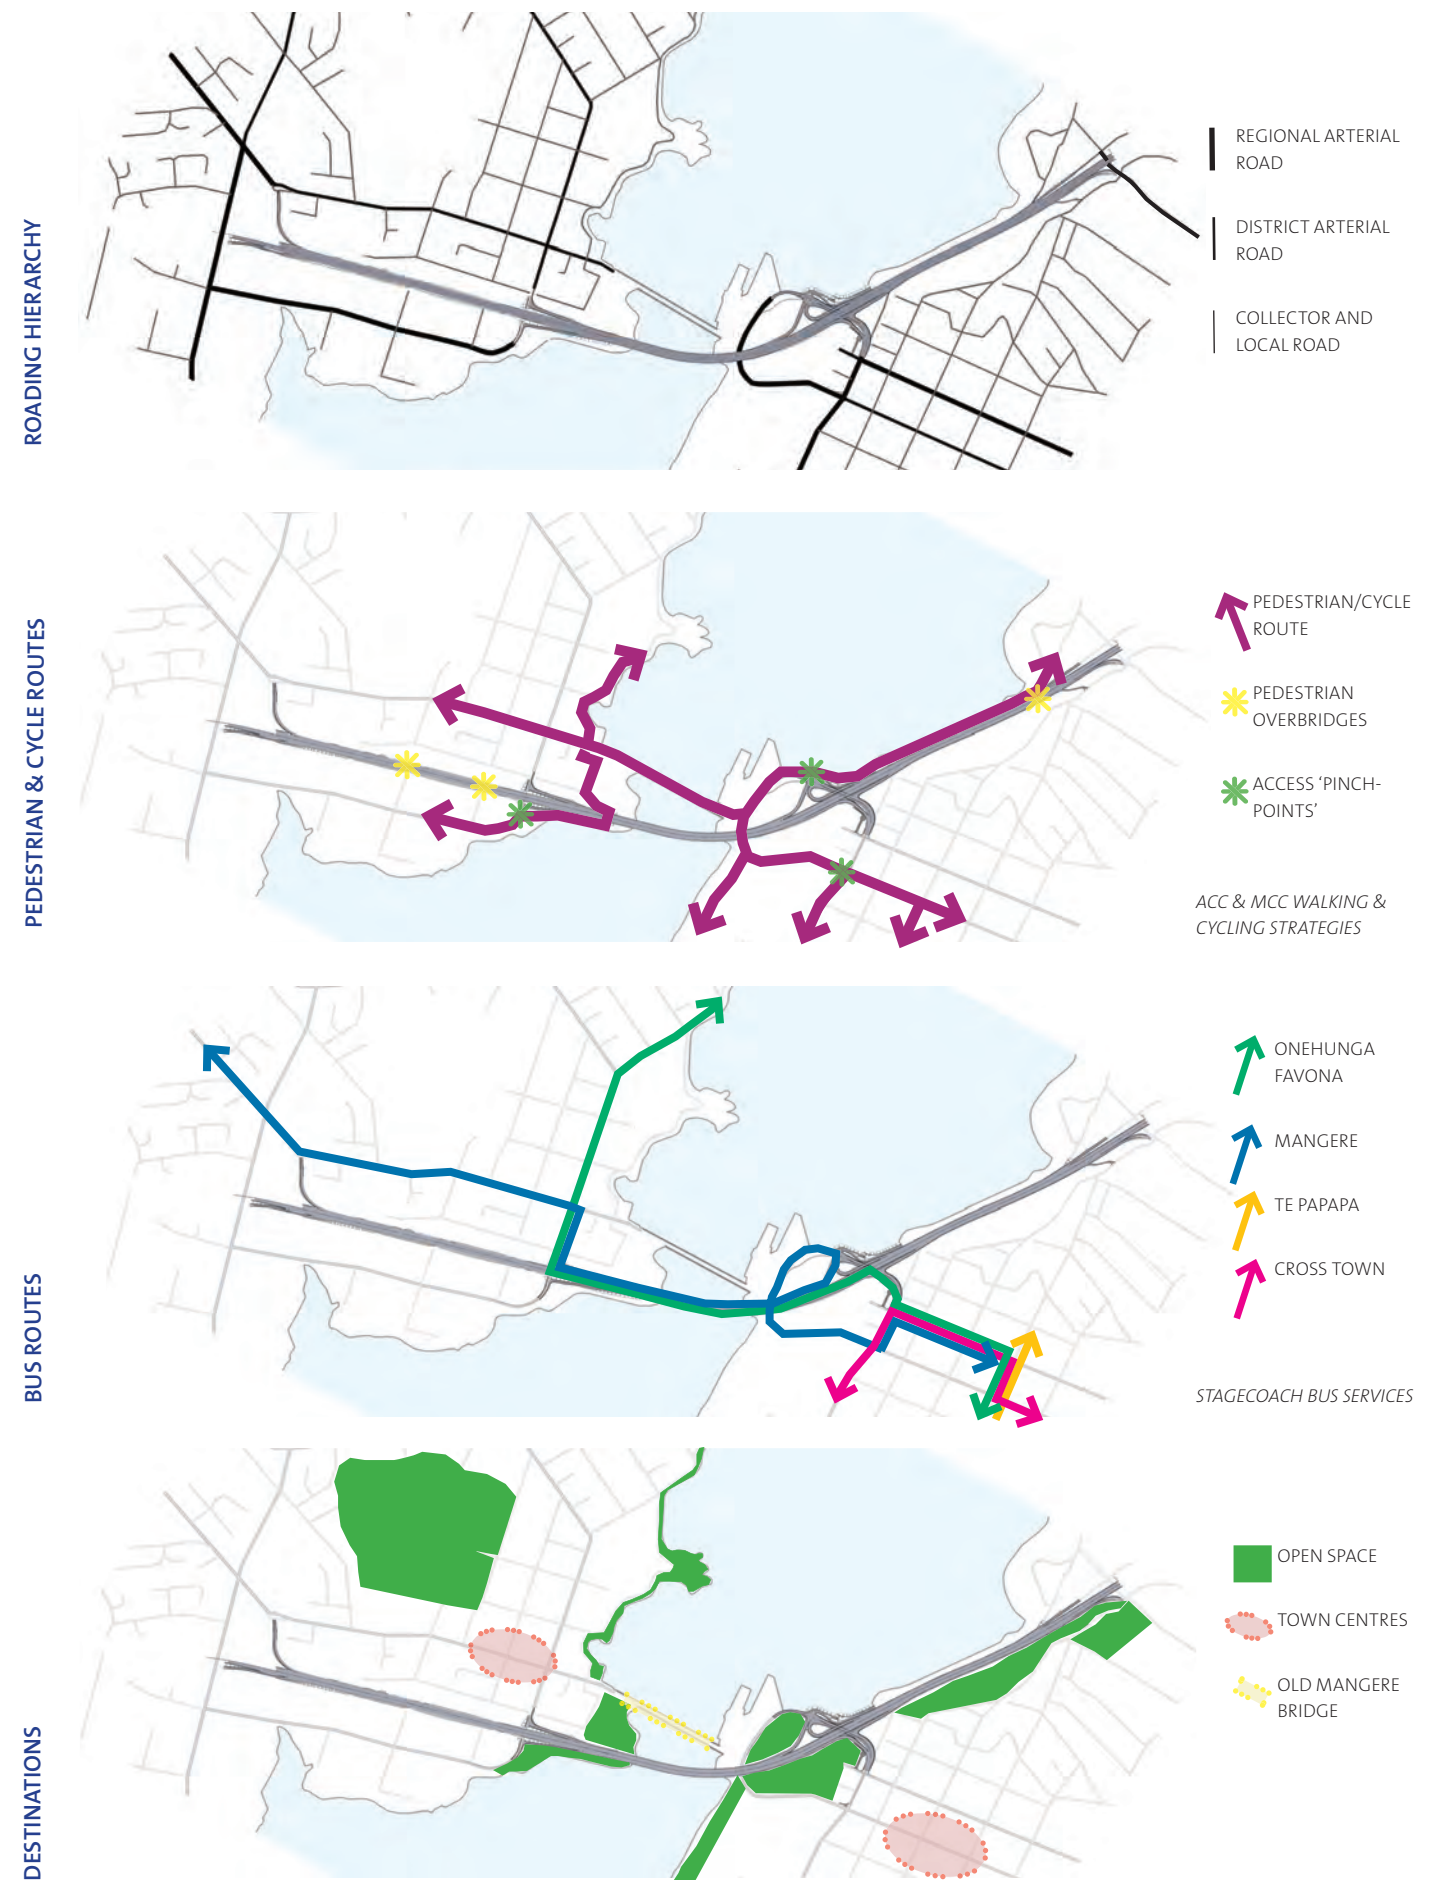 ROADING HIERARCHY
REGIONAL ARTERIAL
ROAD
DISTRICT ARTERIAL
ROAD
COLLECTOR AND
LOCAL ROAD
PEDESTRIAN & CYCLE ROUTES
PEDESTRIAN/CYCLE
ROUTE
PEDESTRIAN
OVERBRIDGES
ACCESS ‘PINCH-
POINTS’
ACC & MCC WALKING &
CYCLING STRATEGIES
BUS ROUTES
ONEHUNGA
FAVONA
MANGERE
TE PAPAPA
CROSS TOWN
STAGECOACH BUS SERVICES
DESTINATIONS
OPEN SPACE
TOWN CENTRES
OLD MANGERE
BRIDGE